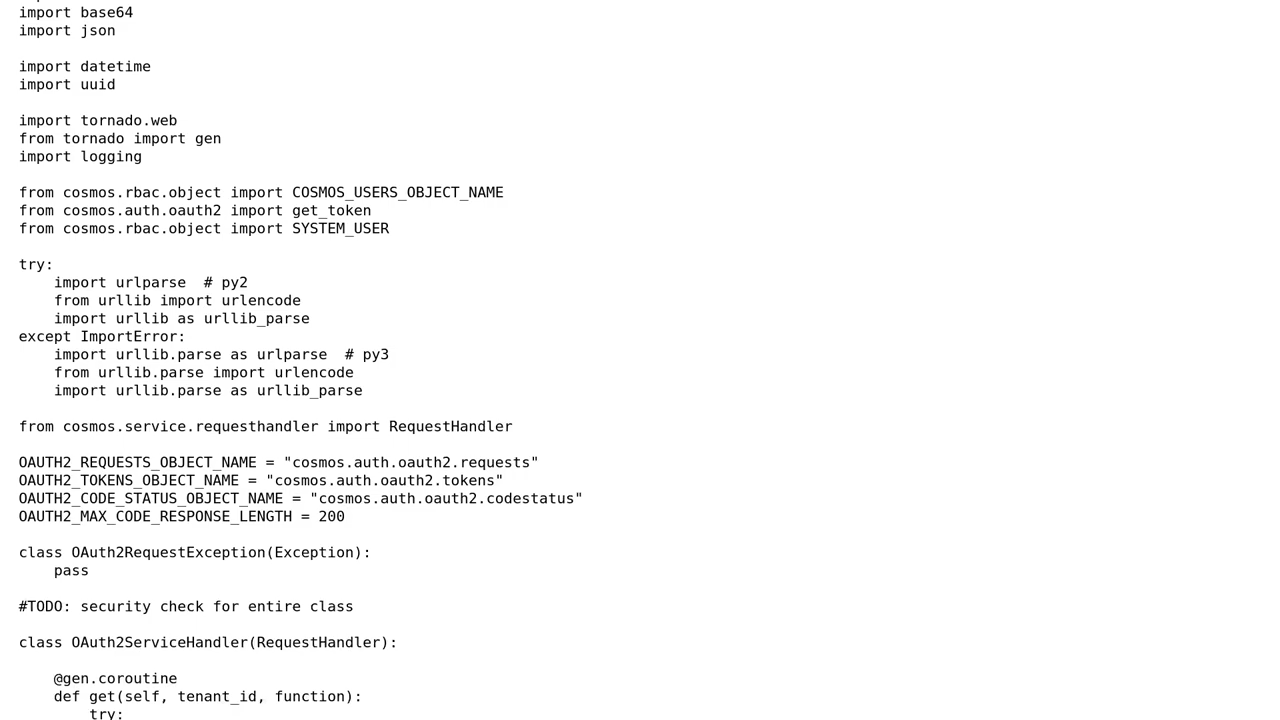 import base64
import json

import datetime
import uuid

import tornado.web
from tornado import gen
import logging

from cosmos.rbac.object import COSMOS_USERS_OBJECT_NAME
from cosmos.auth.oauth2 import get_token
from cosmos.rbac.object import SYSTEM_USER

try:
    import urlparse  # py2
    from urllib import urlencode
    import urllib as urllib_parse
except ImportError:
    import urllib.parse as urlparse  # py3
    from urllib.parse import urlencode
    import urllib.parse as urllib_parse

from cosmos.service.requesthandler import RequestHandler

OAUTH2_REQUESTS_OBJECT_NAME = "cosmos.auth.oauth2.requests"
OAUTH2_TOKENS_OBJECT_NAME = "cosmos.auth.oauth2.tokens"
OAUTH2_CODE_STATUS_OBJECT_NAME = "cosmos.auth.oauth2.codestatus"
OAUTH2_MAX_CODE_RESPONSE_LENGTH = 200

class OAuth2RequestException(Exception):
    pass

#TODO: security check for entire class

class OAuth2ServiceHandler(RequestHandler):

    @gen.coroutine
    def get(self, tenant_id, function):
        try: